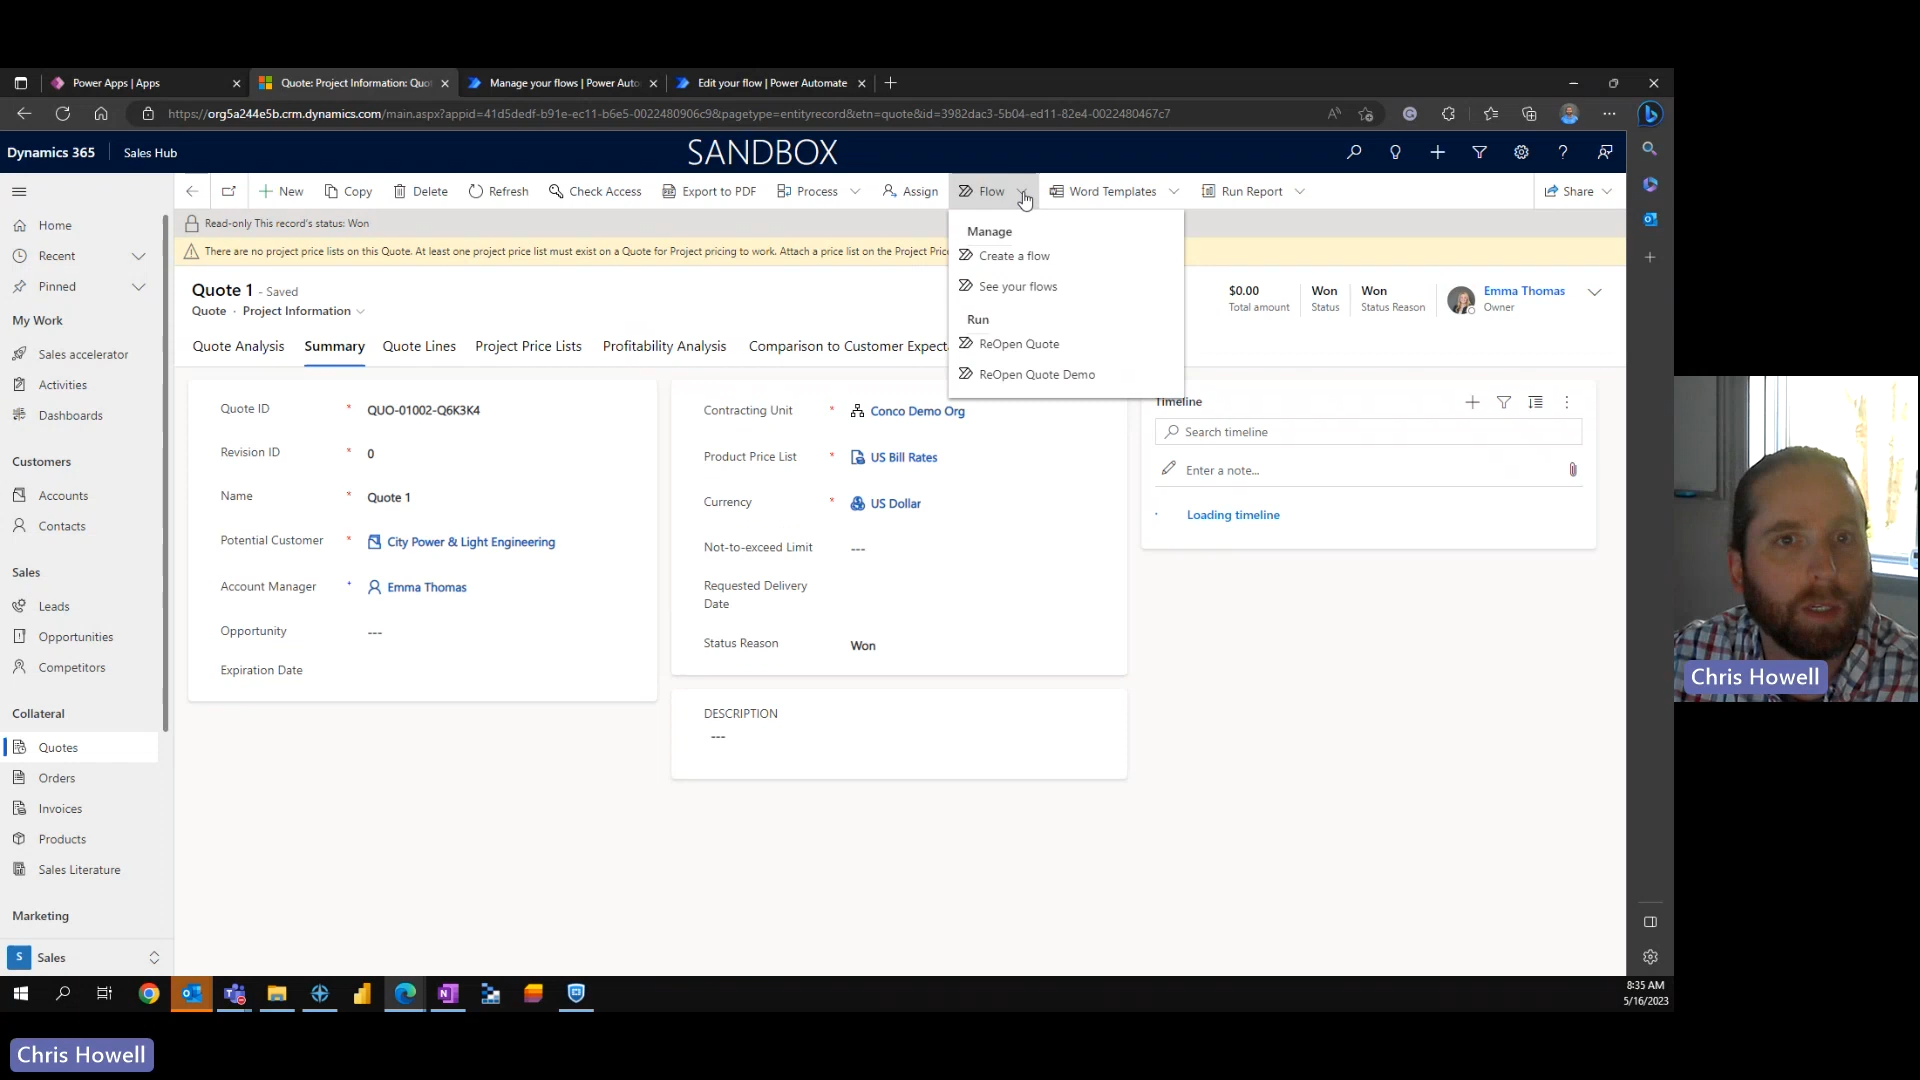 Power Apps | Apps
Quote: Project Information: Quo
Manage your flows | Power Auto
Edit your flow | Power Automate
https://org5a244e5b.crm.dynamics.com/main.aspx?appid=41d5dedf-b91e-ec11-b6e5-0022480906c9&pagetype=entityrecord&etn=quote&id=3982dac3-5b04-ed11-82e4-0022480467c7
Dynamics 365
Sales Hub
SANDBOX
New
Copy
Delete
Refresh
Check Access
Export to PDF
Process
Assign
Flow
Word Templates
Run Report
Share
Read-only This record's status: Won
There are no project price lists on this Quote. At least one project price list must exist on a Quote for Project pricing to work. Attach a price list on the Project Pric
Manage
Create a flow
See your flows
Run
ReOpen Quote
ReOpen Quote Demo
Quote 1 - Saved
Quote · Project Information
$0.00
Total amount
Won
Status
Won
Status Reason
Emma Thomas
Owner
Quote Analysis
Summary
Quote Lines
Project Price Lists
Profitability Analysis
Comparison to Customer Expecta
Home
Recent
Pinned
My Work
Sales accelerator
Activities
Dashboards
Customers
Accounts
Contacts
Sales
Leads
Opportunities
Competitors
Collateral
Quotes
Orders
Invoices
Products
Sales Literature
Marketing
S Sales
Quote ID * QUO-01002-Q6K3K4
Revision ID * 0
Name * Quote 1
Potential Customer * City Power & Light Engineering
Account Manager + Emma Thomas
Opportunity ---
Expiration Date
Contracting Unit * Conco Demo Org
Product Price List * US Bill Rates
Currency * US Dollar
Not-to-exceed Limit ---
Requested Delivery
Date
Status Reason Won
DESCRIPTION
---
Timeline
Search timeline
Enter a note...
Loading timeline
Chris Howell
8:35 AM
5/16/2023
Chris Howell